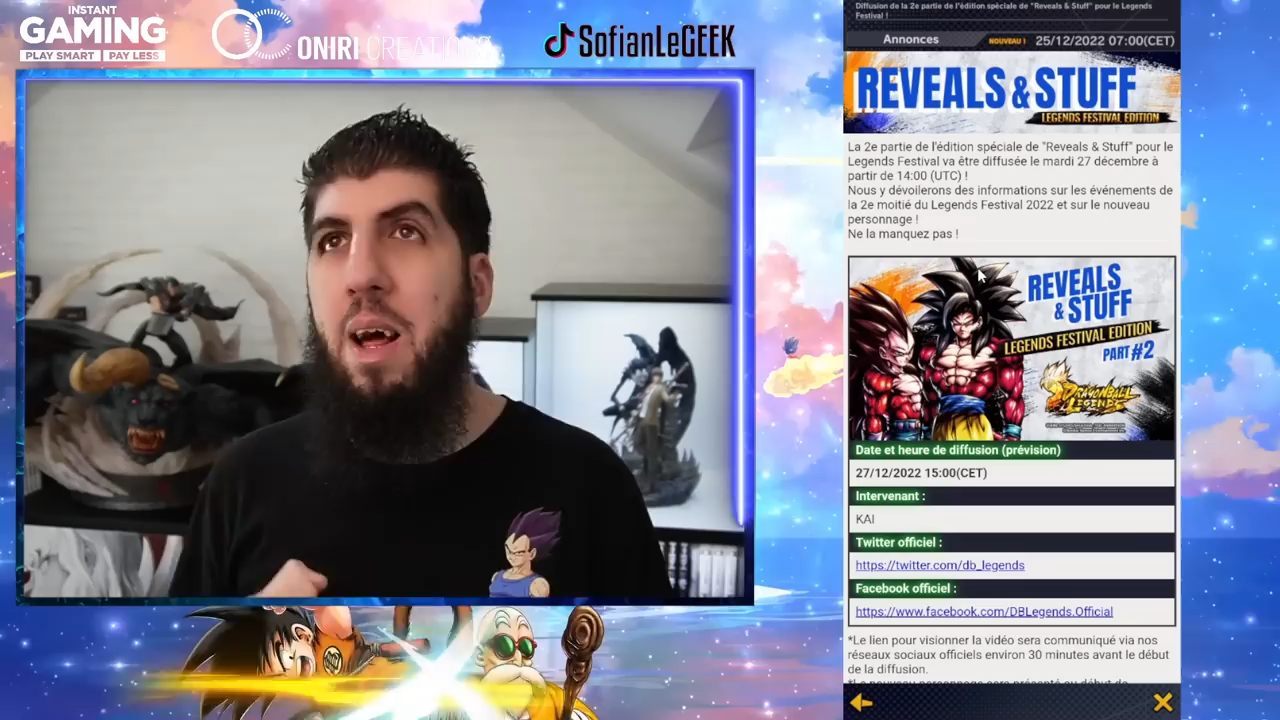 INSTANT
GAMING
PLAY SMART | PAY LESS
ONIRI CREATIONS
SofianLeGEEK
Diffusion de la 2e partie de l'édition spéciale de "Reveals & Stuff" pour le Legends
Festival !
Annonces
NOUVEAU !
25/12/2022 07:00(CET)
REVEALS & STUFF
LEGENDS FESTIVAL EDITION
La 2e partie de l'édition spéciale de "Reveals & Stuff" pour le
Legends Festival va être diffusée le mardi 27 décembre à
partir de 14:00 (UTC) !
Nous y dévoilerons des informations sur les événements de
la 2e moitié du Legends Festival 2022 et sur le nouveau
personnage !
Ne la manquez pas !
REVEALS
& STUFF
LEGENDS FESTIVAL EDITION
PART #2
DRAGONBALL
LEGENDS
Date et heure de diffusion (prévision)
27/12/2022 15:00(CET)
Intervenant :
KAI
Twitter officiel :
https://twitter.com/db_legends
Facebook officiel :
https://www.facebook.com/DBLegends.Official
*Le lien pour visionner la vidéo sera communiqué via nos
réseaux sociaux officiels environ 30 minutes avant le début
de la diffusion.